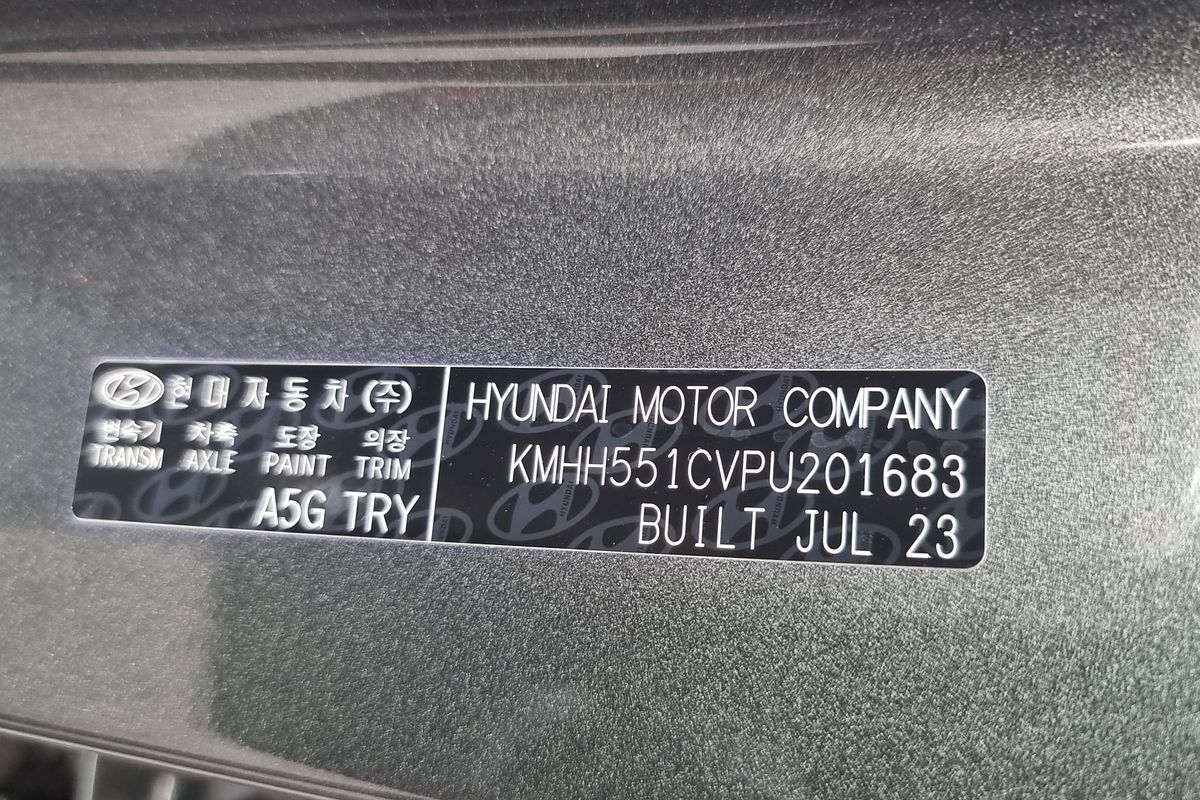 현대자동차(주)
변속기 차축 도장 의장
TRANSM AXLE PAINT TRIM
A5G TRY
HYUNDAI MOTOR COMPANY
KMHH551CVPU201683
BUILT JUL 23